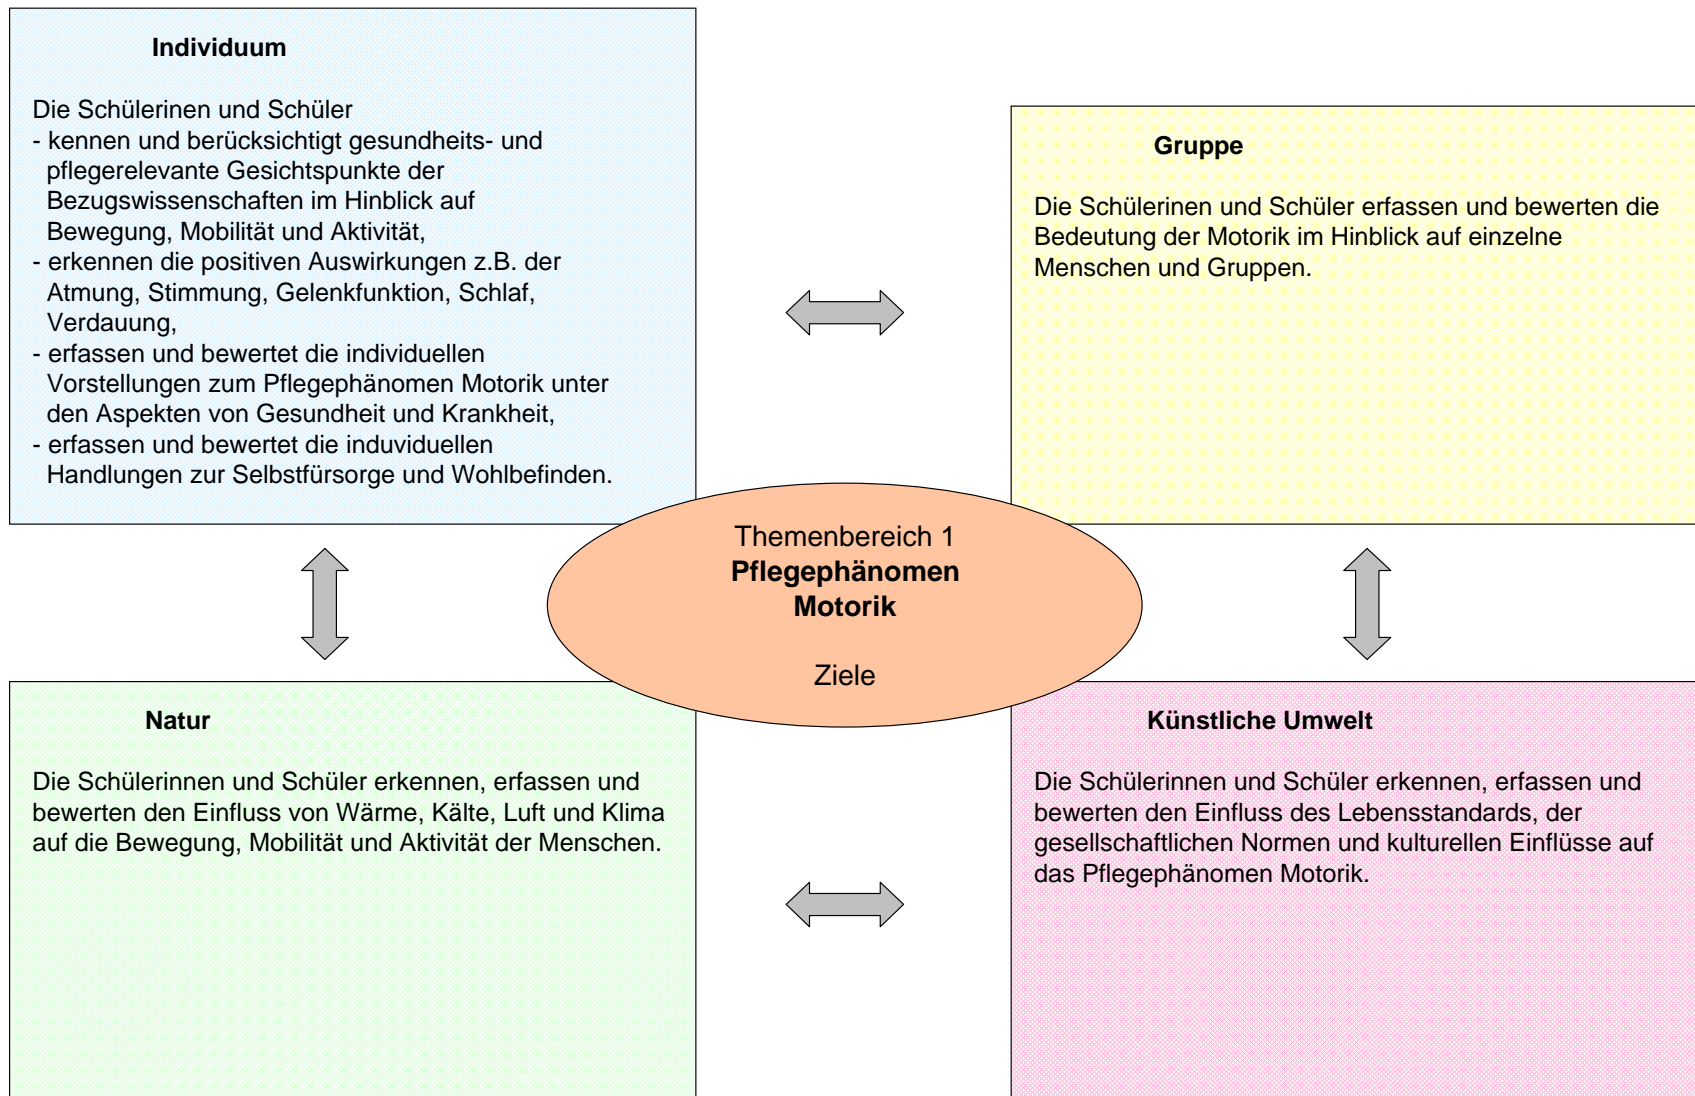 Individuum
Die Schülerinen und Schüler
- kennen und berücksichtigt gesundheits- und
pflegerelevante Gesichtspunkte der
Bezugswissenschaften im Hinblick auf
Bewegung, Mobilität und Aktivität,
- erkennen die positiven Auswirkungen z.B. der
Atmung, Stimmung, Gelenkfunktion, Schlaf,
Verdauung,
- erfassen und bewertet die individuellen
Vorstellungen zum Pflegephänomen Motorik unter
den Aspekten von Gesundheit und Krankheit,
- erfassen und bewertet die induviduellen
Handlungen zur Selbstfürsorge und Wohlbefinden.
Gruppe
Die Schülerinen und Schüler erfassen und bewerten die
Bedeutung der Motorik im Hinblick auf einzelne
Menschen und Gruppen.
Themenbereich 1
Pflegephänomen
Motorik
Ziele
Natur
Die Schülerinnen und Schüler erkennen, erfassen und
bewerten den Einfluss von Wärme, Kälte, Luft und Klima
auf die Bewegung, Mobilität und Aktivität der Menschen.
Künstliche Umwelt
Die Schülerinnen und Schüler erkennen, erfassen und
bewerten den Einfluss des Lebensstandards, der
gesellschaftlichen Normen und kulturellen Einflüsse auf
das Pflegephänomen Motorik.